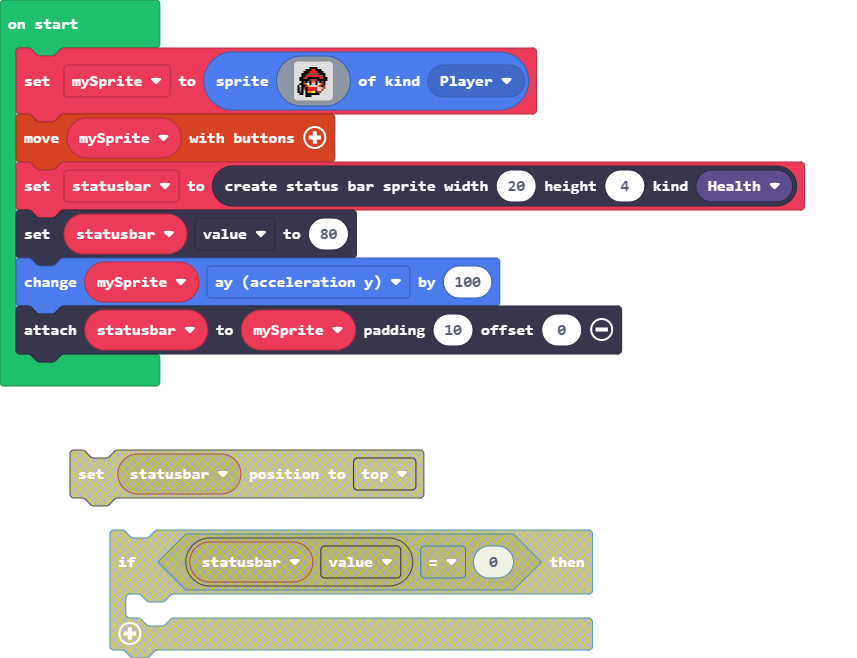 on start
set mySprite to sprite of kind Player
move mySprite with buttons
set statusbar to create status bar sprite width 20 height 4 kind Health
set statusbar value to 80
change mySprite ay (acceleration y) by 100
attach statusbar to mySprite padding 10 offset 0
set statusbar position to top
if statusbar value = 0 then